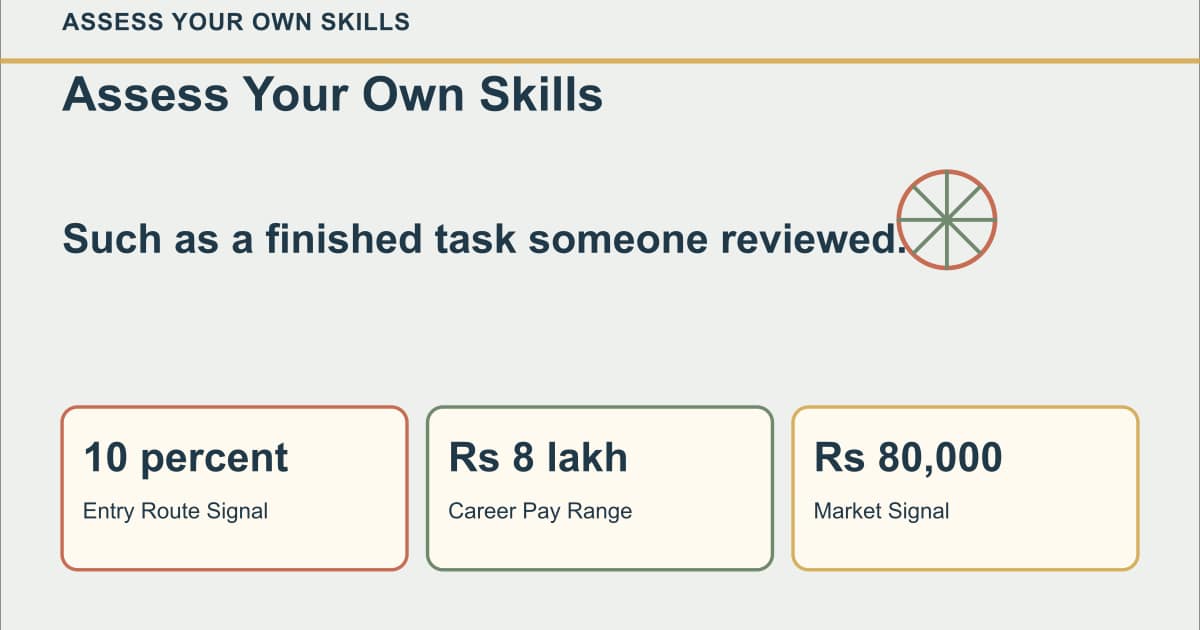 ASSESS YOUR OWN SKILLS
Assess Your Own Skills
Such as a finished task someone reviewed.
10 percent
Entry Route Signal
Rs 8 lakh
Career Pay Range
Rs 80,000
Market Signal